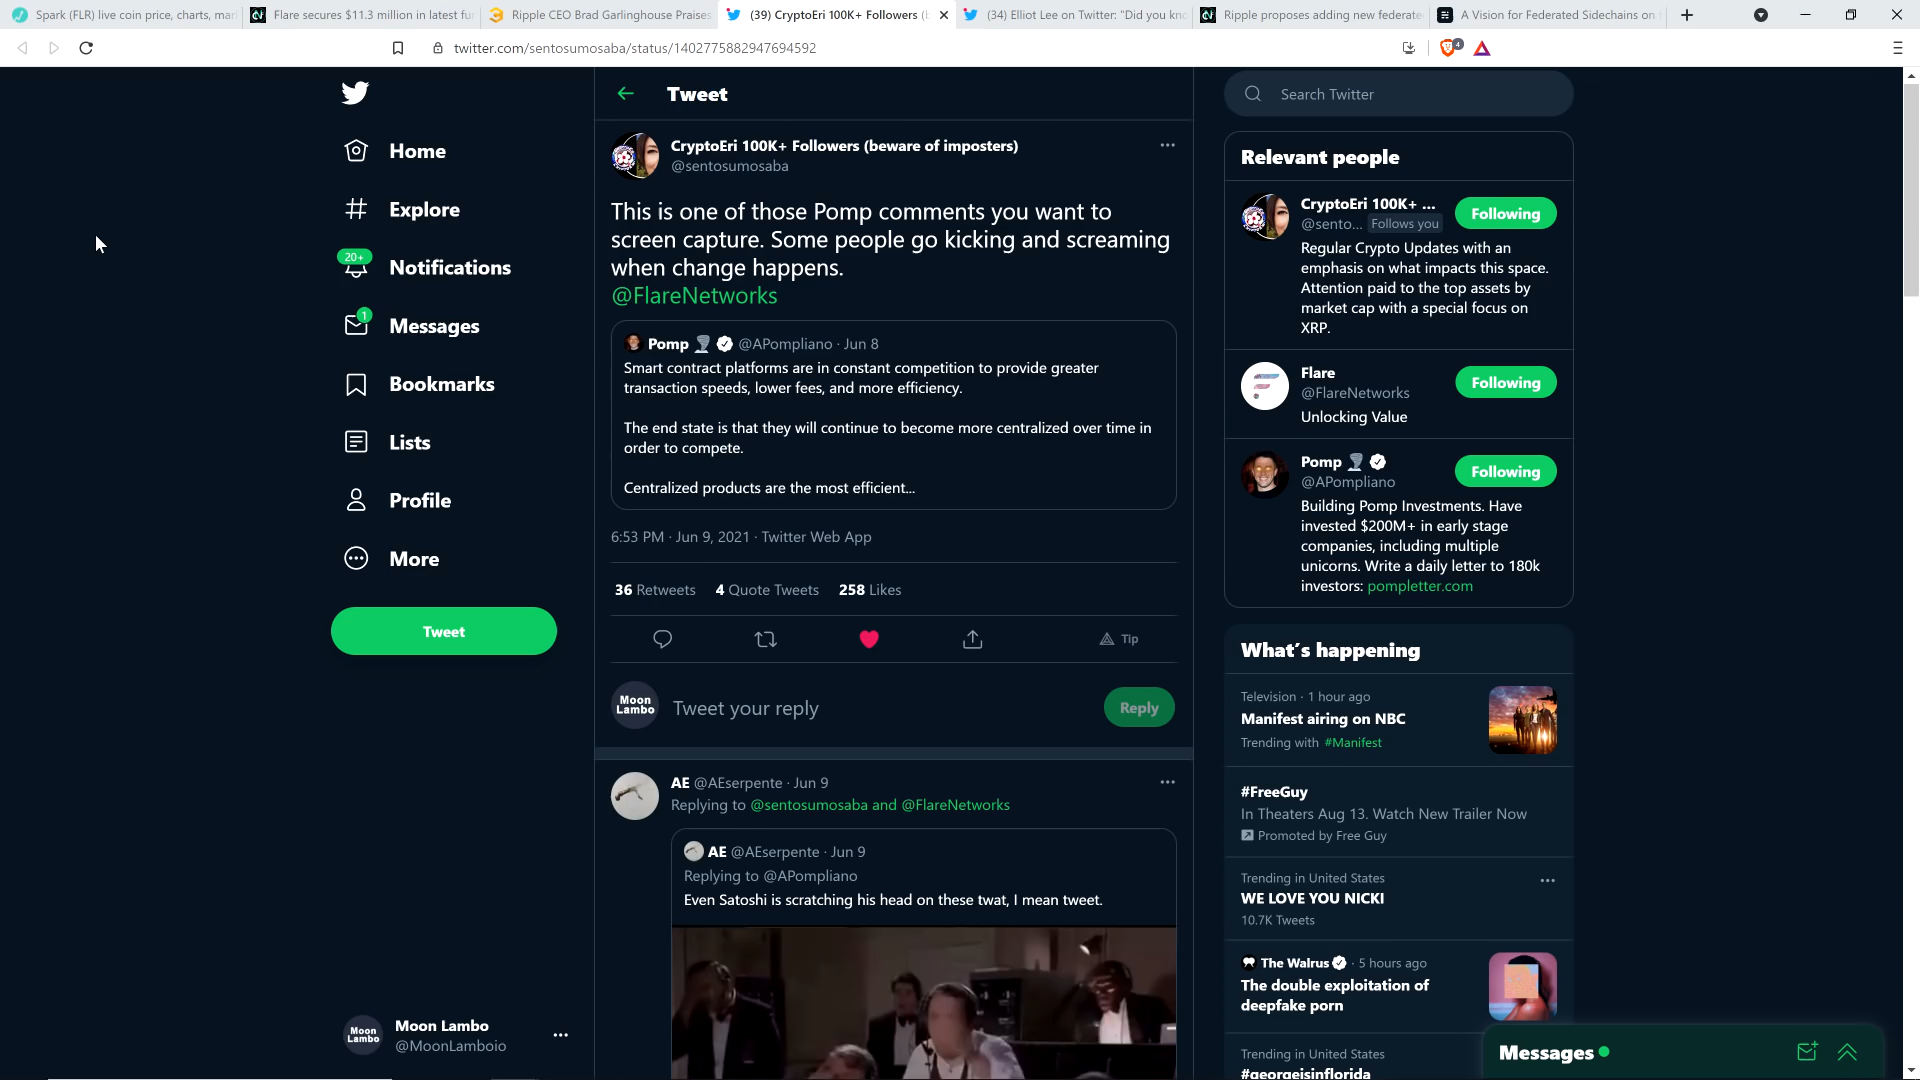 Spark (FLR) live coin price, charts, mar
Flare secures $11.3 million in latest fun
Ripple CEO Brad Garlinghouse Praises
(39) CryptoEri 100K+ Followers (b
(34) Elliot Lee on Twitter: "Did you kno
Ripple proposes adding new federate
A Vision for Federated Sidechains on
twitter.com/sentosumosaba/status/1402775882947694592
4
Home
Explore
20+
Notifications
1
Messages
Bookmarks
Lists
Profile
More
Tweet
Moon Lambo
Moon Lambo
@MoonLamboio
Tweet
CryptoEri 100K+ Followers (beware of imposters)
@sentosumosaba
This is one of those Pomp comments you want to
screen capture. Some people go kicking and screaming
when change happens.
@FlareNetworks
Pomp @APompliano · Jun 8
Smart contract platforms are in constant competition to provide greater
transaction speeds, lower fees, and more efficiency.
The end state is that they will continue to become more centralized over time in
order to compete.
Centralized products are the most efficient...
6:53 PM · Jun 9, 2021 · Twitter Web App
36 Retweets 4 Quote Tweets 258 Likes
Tip
Moon Lambo
Tweet your reply
Reply
AE @AEserpente · Jun 9
Replying to @sentosumosaba and @FlareNetworks
AE @AEserpente · Jun 9
Replying to @APompliano
Even Satoshi is scratching his head on these twat, I mean tweet.
Search Twitter
Relevant people
CryptoEri 100K+ ...
@sento... Follows you
Following
Regular Crypto Updates with an
emphasis on what impacts this space.
Attention paid to the top assets by
market cap with a special focus on
XRP.
Flare
@FlareNetworks
Following
Unlocking Value
Pomp
@APompliano
Following
Building Pomp Investments. Have
invested $200M+ in early stage
companies, including multiple
unicorns. Write a daily letter to 180k
investors: pompletter.com
What's happening
Television · 1 hour ago
Manifest airing on NBC
Trending with #Manifest
#FreeGuy
In Theaters Aug 13. Watch New Trailer Now
Promoted by Free Guy
Trending in United States
WE LOVE YOU NICKI
10.7K Tweets
The Walrus · 5 hours ago
The double exploitation of
deepfake porn
Trending in United States
#georgeisinflorida
Messages